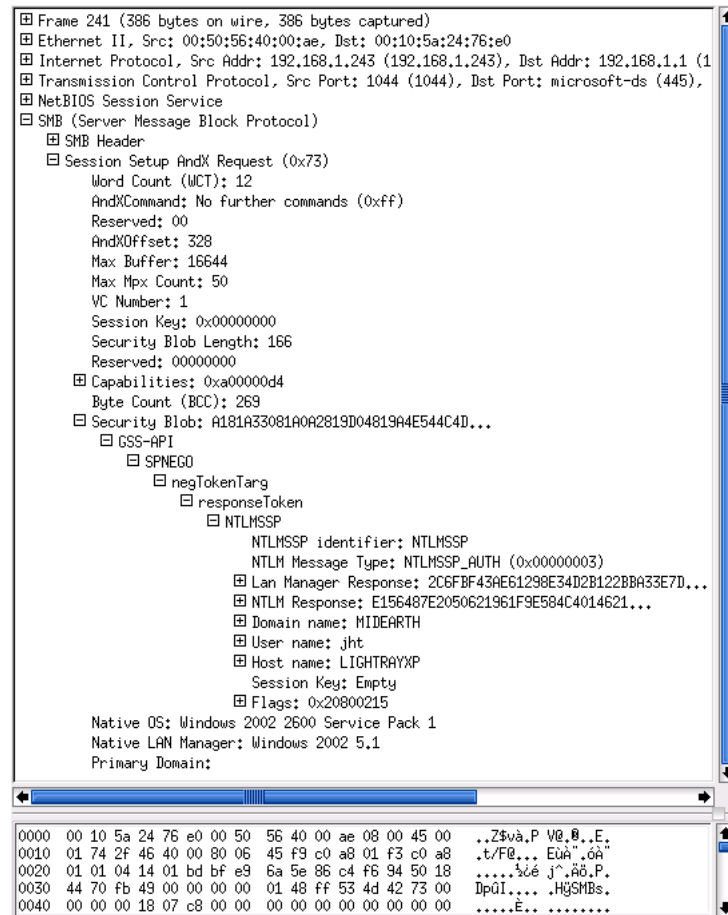 Frame 241 (386 bytes on wire, 386 bytes captured)
Ethernet II, Src: 00:50:56:40:00:ae, Dst: 00:10:5a:24:76:e0
Internet Protocol, Src Addr: 192.168.1.243 (192.168.1.243), Dst Addr: 192.168.1.1 (1
Transmission Control Protocol, Src Port: 1044 (1044), Dst Port: microsoft-ds (445),
NetBIOS Session Service
SMB (Server Message Block Protocol)
SMB Header
Session Setup AndX Request (0x73)
Word Count (WCT): 12
AndXCommand: No further commands (0xff)
Reserved: 00
AndXOffset: 328
Max Buffer: 16644
Max Mpx Count: 50
VC Number: 1
Session Key: 0x00000000
Security Blob Length: 166
Reserved: 00000000
Capabilities: 0xa00000d4
Byte Count (BCC): 269
Security Blob: A181A33081A0A2819D04819A4E544C4D...
GSS-API
SPNEGO
negTokenTarg
responseToken
NTLMSSP
NTLMSSP identifier: NTLMSSP
NTLM Message Type: NTLMSSP_AUTH (0x00000003)
Lan Manager Response: 2C6FBF43AE61298E34D2B122BBA33E7D...
NTLM Response: E156487E2050621961F9E584C4014621...
Domain name: MIDEARTH
User name: jht
Host name: LIGHTRAYXP
Session Key: Empty
Flags: 0x20800215
Native OS: Windows 2002 2600 Service Pack 1
Native LAN Manager: Windows 2002 5.1
Primary Domain:
0000 00 10 5a 24 76 e0 00 50 56 40 00 ae 08 00 45 00 ..Z$và.P V@.®..E.
0010 01 74 2f 46 40 00 80 06 45 f9 c0 a8 01 f3 c0 a8 .t/F@... EùÀ¨.óÀ¨
0020 01 01 04 14 01 bd bf e9 6a 5e 86 c4 f6 94 50 18 .....½¿é j^.Äö.P.
0030 44 70 fb 49 00 00 00 00 01 48 ff 53 4d 42 73 00 DpûI.... .HÿSMBs.
0040 00 00 00 18 07 c8 00 00 00 00 00 00 00 00 00 00 .....È.. ........